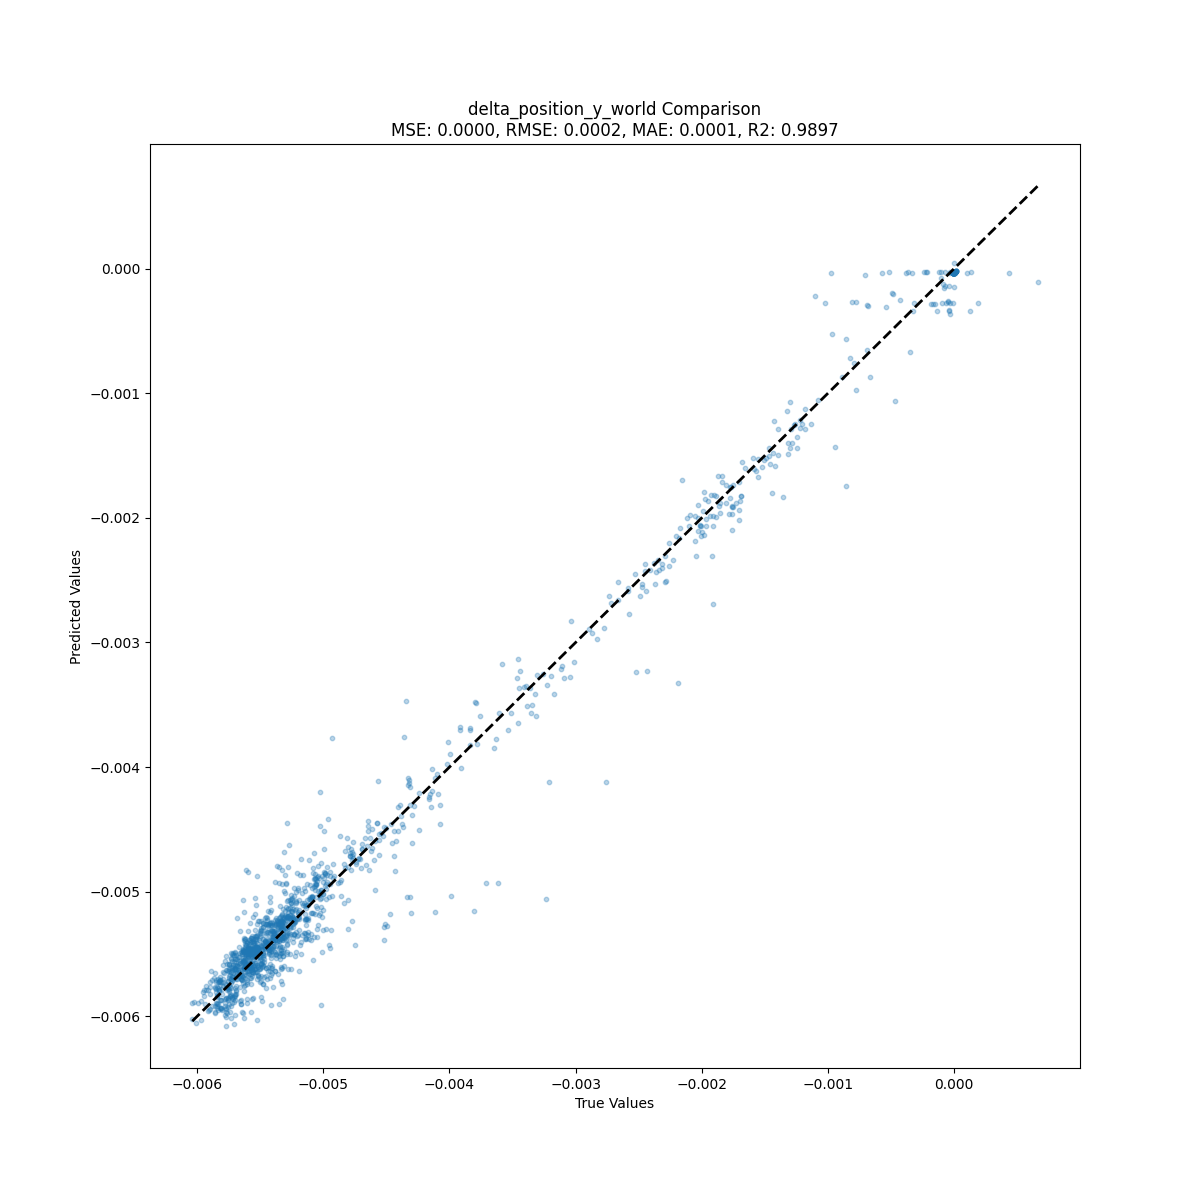 delta_position_y_world Comparison
MSE: 0.0000, RMSE: 0.0002, MAE: 0.0001, R2: 0.9897
0.000
−0.001
−0.002
−0.003
−0.004
−0.005
−0.006
Predicted Values
−0.006 −0.005 −0.004 −0.003 −0.002 −0.001 0.000
True Values